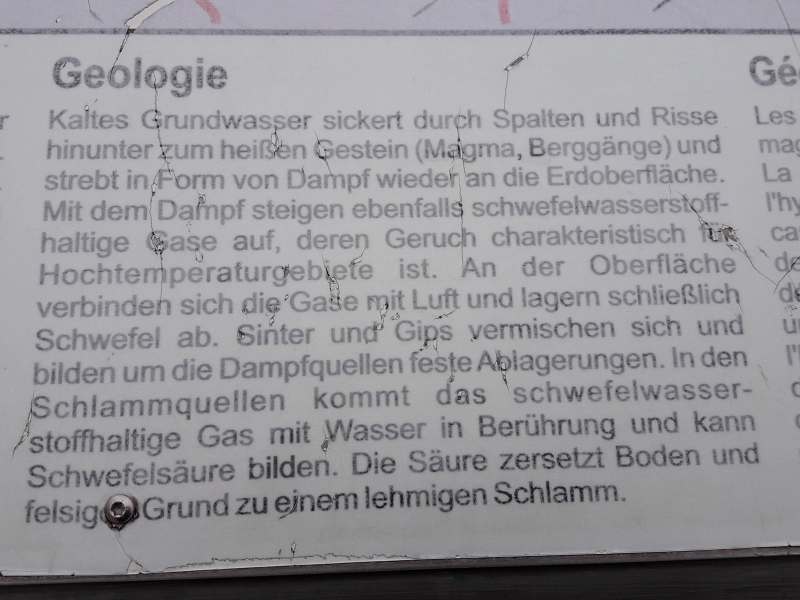 Geologie
Kaltes Grundwasser sickert durch Spalten und Risse
hinunter zum heißen Gestein (Magma, Berggänge) und
strebt in Form von Dampf wieder an die Erdoberfläche.
Mit dem Dampf steigen ebenfalls schwefelwasserstoff-
haltige Gase auf, deren Geruch charakteristisch für
Hochtemperaturgebiete ist. An der Oberfläche
verbinden sich die Gase mit Luft und lagern schließlich
Schwefel ab. Sinter und Gips vermischen sich und
bilden um die Dampfquellen feste Ablagerungen. In den
Schlammquellen kommt das schwefelwasser-
stoffhaltige Gas mit Wasser in Berührung und kann
Schwefelsäure bilden. Die Säure zersetzt Boden und
felsigen Grund zu einem lehmigen Schlamm.
Les
La